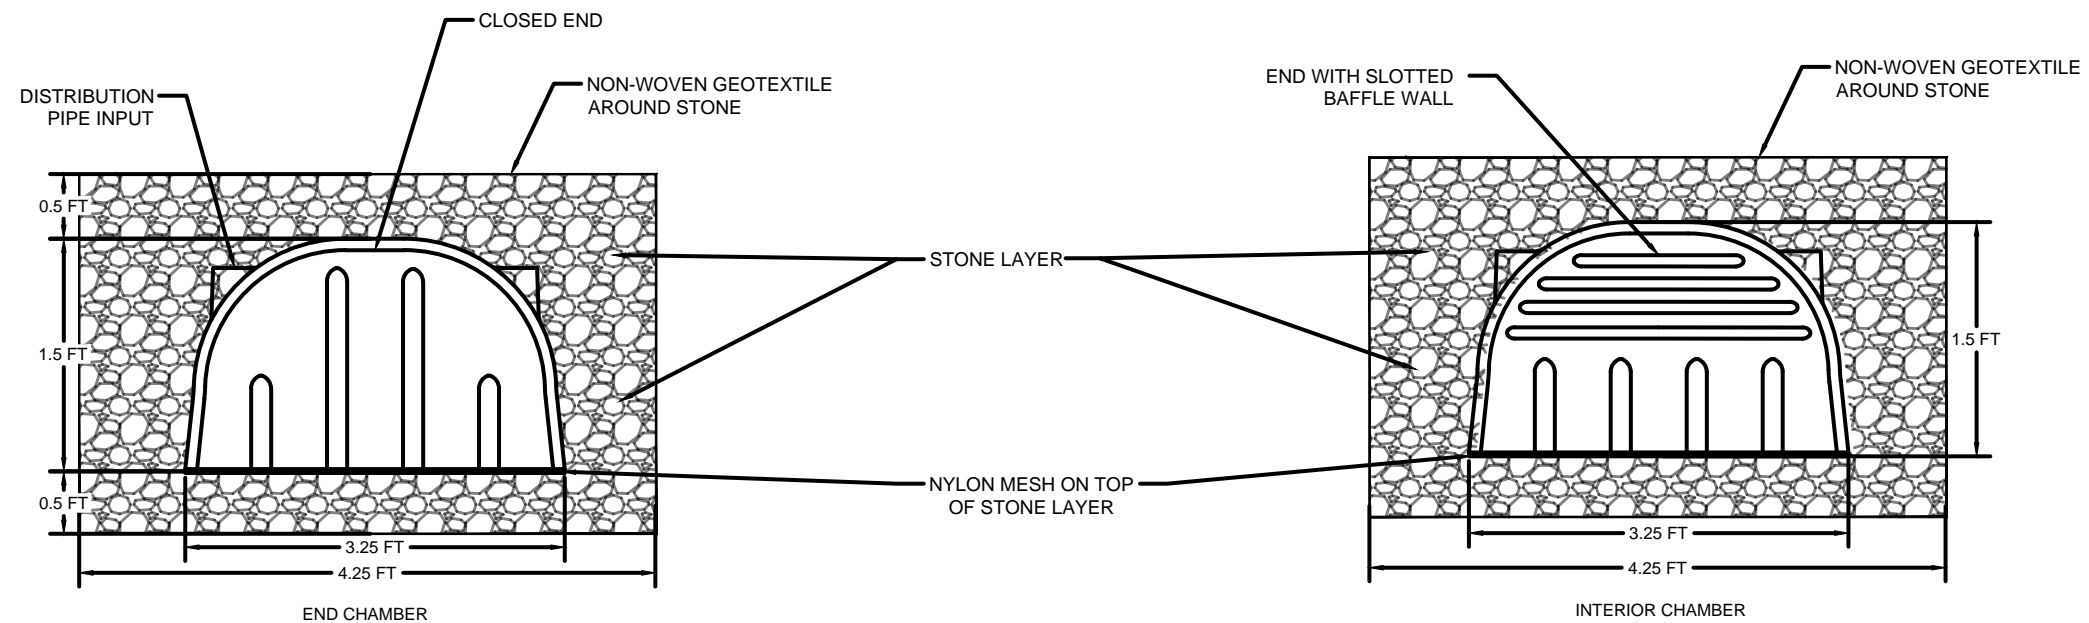 CLOSED END
NON-WOVEN GEOTEXTILE
AROUND STONE
DISTRIBUTION
PIPE INPUT
0.5 FT
1.5 FT
0.5 FT
3.25 FT
4.25 FT
END CHAMBER
STONE LAYER
NYLON MESH ON TOP
OF STONE LAYER
END WITH SLOTTED
BAFFLE WALL
NON-WOVEN GEOTEXTILE
AROUND STONE
1.5 FT
3.25 FT
4.25 FT
INTERIOR CHAMBER